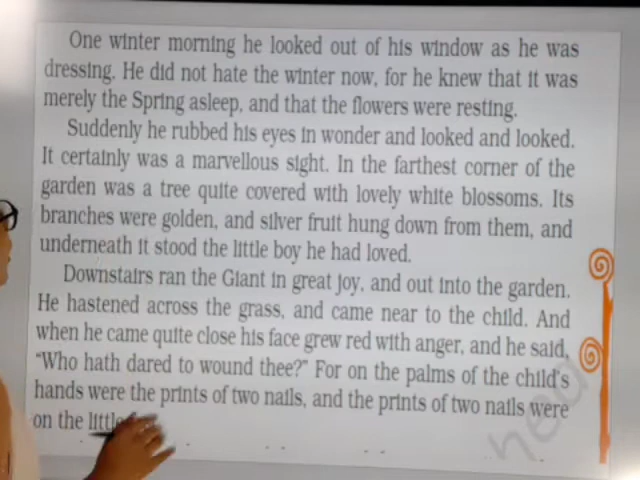 One winter morning he looked out of his window as he was
dressing. He did not hate the winter now, for he knew that it was
merely the Spring asleep, and that the flowers were resting.
Suddenly he rubbed his eyes in wonder and looked and looked.
It certainly was a marvellous sight. In the farthest corner of the
garden was a tree quite covered with lovely white blossoms. Its
branches were golden, and silver fruit hung down from them, and
underneath it stood the little boy he had loved.
Downstairs ran the Giant in great joy, and out into the garden.
He hastened across the grass, and came near to the child. And
when he came quite close his face grew red with anger, and he said,
“Who hath dared to wound thee?” For on the palms of the child's
hands were the prints of two nails, and the prints of two nails were
on the little